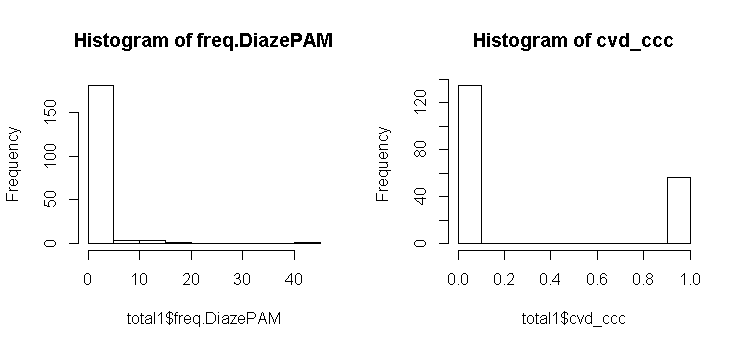 Histogram of freq.DiazePAM
Frequency
150
100
50
0
0 10 20 30 40
total1$freq.DiazePAM
Histogram of cvd_ccc
Frequency
120
80
40
0
0.0 0.2 0.4 0.6 0.8 1.0
total1$cvd_ccc